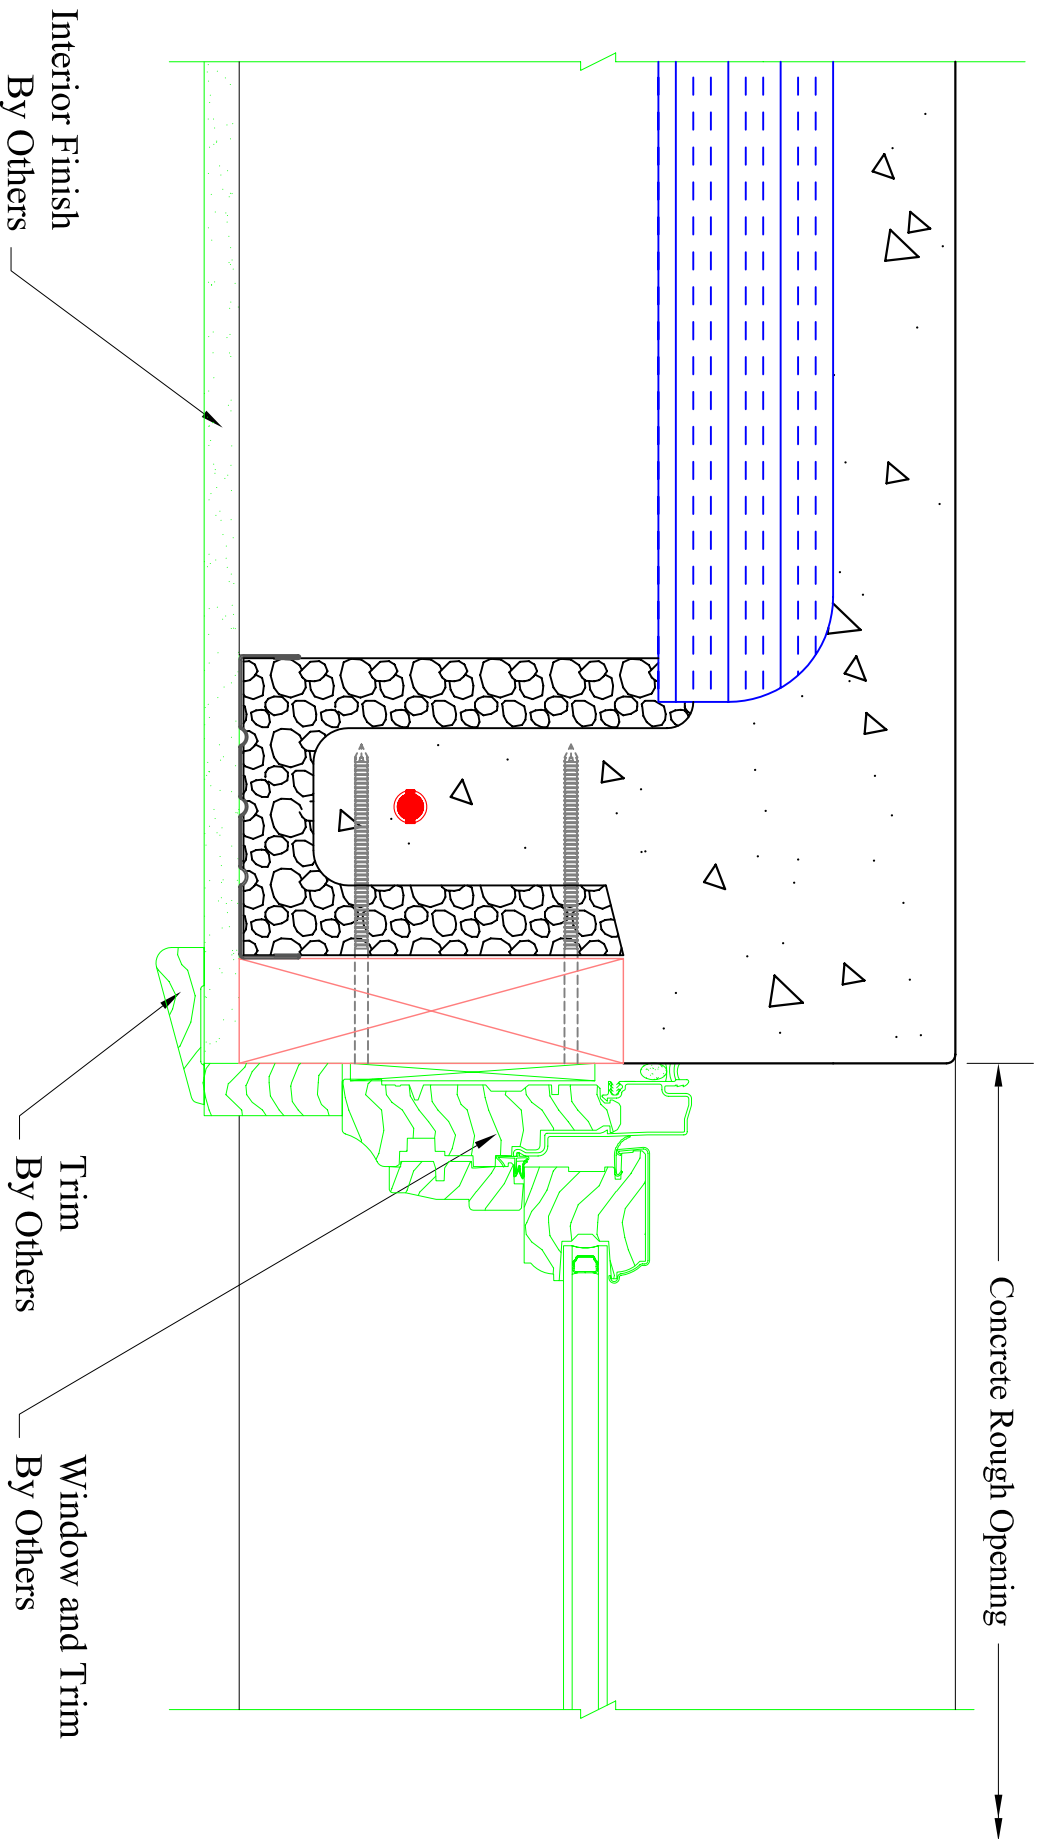 Interior Finish
By Others
Trim
By Others
Window and Trim
By Others
Concrete Rough Opening